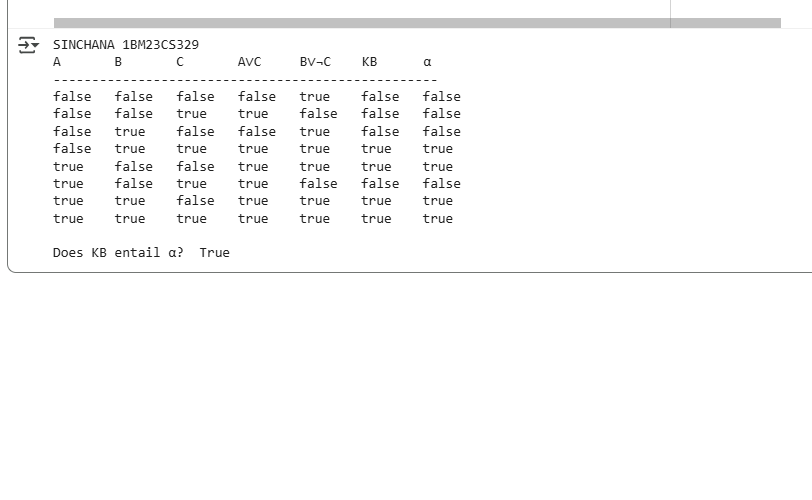 SINCHANA 1BM23CS329
A B C A∨C B∨¬C KB α
-------------------------------------------------
false false false false true false false
false false true true false false false
false true false false true false false
false true true true true true true
true false false true true true true
true false true true false false false
true true false true true true true
true true true true true true true
Does KB entail α? True